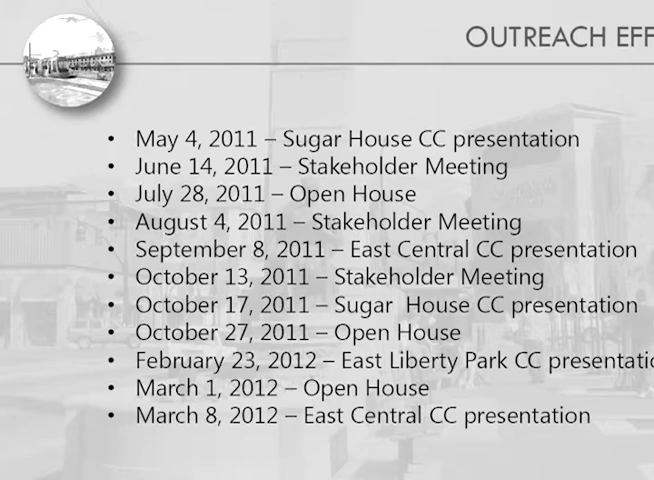 OUTREACH EFF
• May 4, 2011 – Sugar House CC presentation
• June 14, 2011 – Stakeholder Meeting
• July 28, 2011 – Open House
• August 4, 2011 – Stakeholder Meeting
• September 8, 2011 – East Central CC presentation
• October 13, 2011 – Stakeholder Meeting
• October 17, 2011 – Sugar  House CC presentation
• October 27, 2011 – Open House
• February 23, 2012 – East Liberty Park CC presentatio
• March 1, 2012 – Open House
• March 8, 2012 – East Central CC presentation